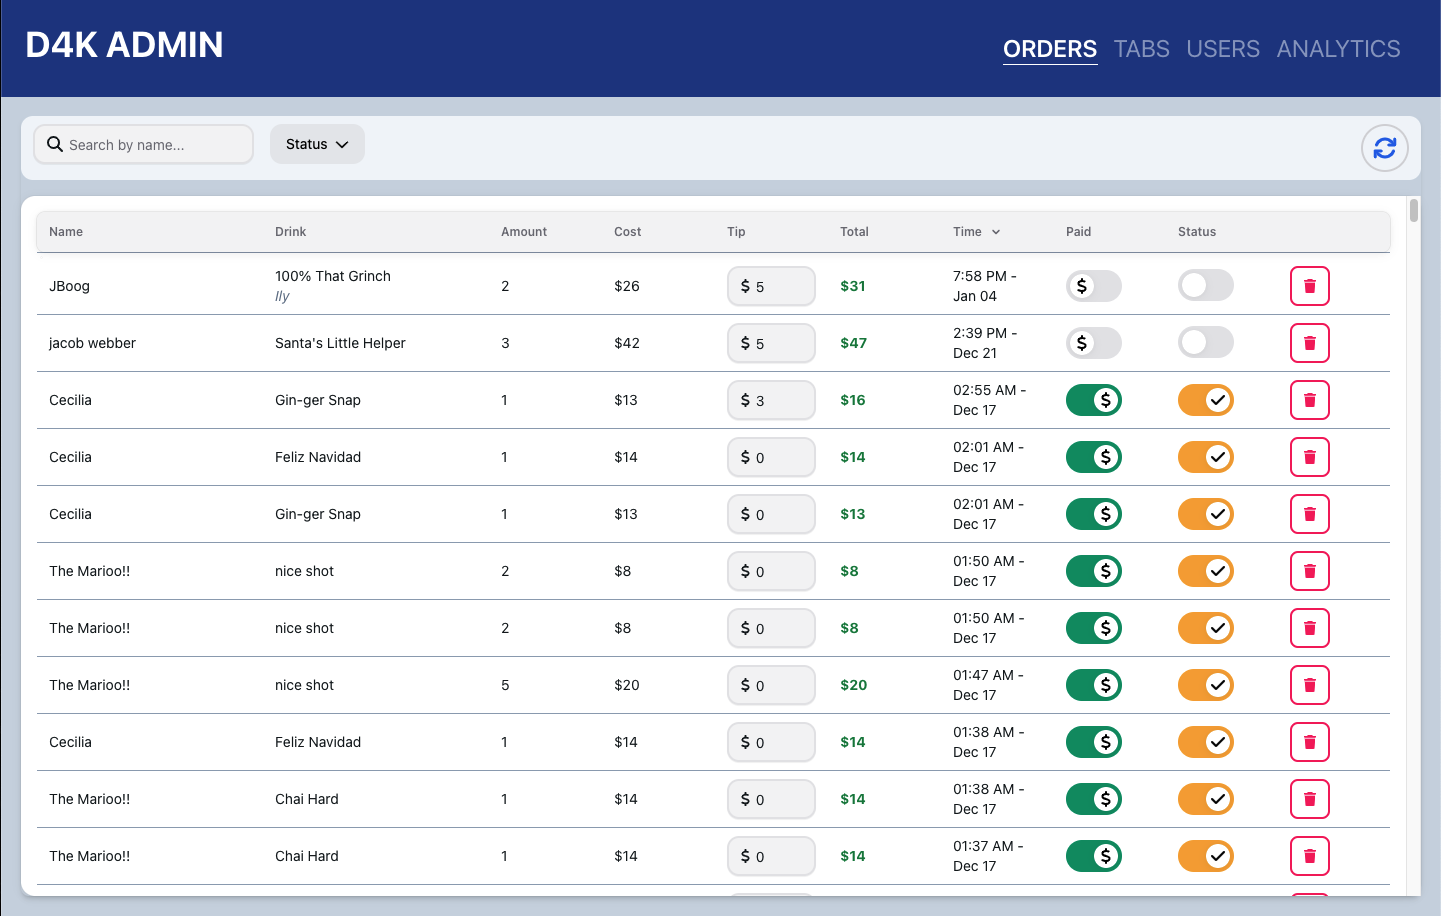 D4K ADMIN
ORDERS TABS USERS ANALYTICS
Search by name...
Status
Name Drink Amount Cost Tip Total Time Paid Status
JBoog 100% That Grinch 2 $26 $ 5 $31 7:58 PM - $
Ily Jan 04
jacob webber Santa's Little Helper 3 $42 $ 5 $47 2:39 PM - $
Dec 21
Cecilia Gin-ger Snap 1 $13 $ 3 $16 02:55 AM - $
Dec 17
Cecilia Feliz Navidad 1 $14 $ 0 $14 02:01 AM - $
Dec 17
Cecilia Gin-ger Snap 1 $13 $ 0 $13 02:01 AM - $
Dec 17
The Marioo!! nice shot 2 $8 $ 0 $8 01:50 AM - $
Dec 17
The Marioo!! nice shot 2 $8 $ 0 $8 01:50 AM - $
Dec 17
The Marioo!! nice shot 5 $20 $ 0 $20 01:47 AM - $
Dec 17
Cecilia Feliz Navidad 1 $14 $ 0 $14 01:38 AM - $
Dec 17
The Marioo!! Chai Hard 1 $14 $ 0 $14 01:38 AM - $
Dec 17
The Marioo!! Chai Hard 1 $14 $ 0 $14 01:37 AM - $
Dec 17